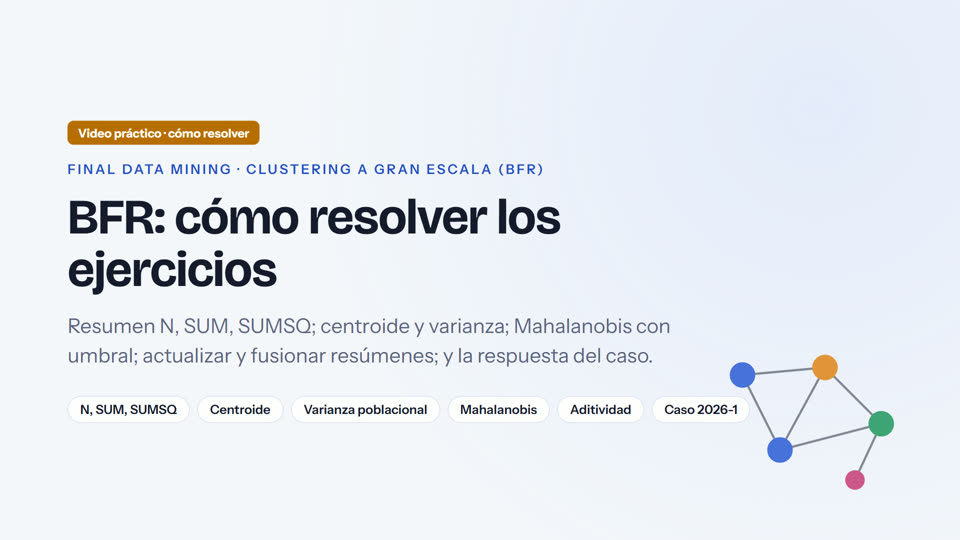 Video práctico · cómo resolver
FINAL DATA MINING · CLUSTERING A GRAN ESCALA (BFR)
BFR: cómo resolver los
ejercicios
Resumen N, SUM, SUMSQ; centroide y varianza; Mahalanobis con
umbral; actualizar y fusionar resúmenes; y la respuesta del caso.
N, SUM, SUMSQ Centroide Varianza poblacional Mahalanobis Aditividad Caso 2026-1